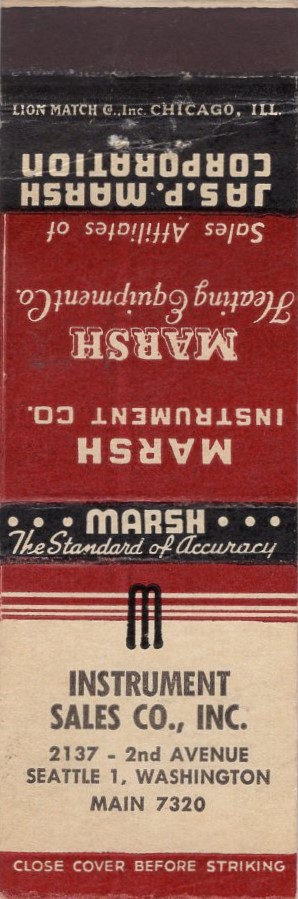 LION MATCH Co., Inc. CHICAGO, ILL.
JAS. P. MARSH
CORPORATION
Sales Affiliates of
Heating Equipment Co.
MARSH
INSTRUMENT CO.
MARSH
• • • MARSH • • •
The Standard of Accuracy
M
INSTRUMENT
SALES CO., INC.
2137 - 2nd AVENUE
SEATTLE 1, WASHINGTON
MAIN 7320
CLOSE COVER BEFORE STRIKING